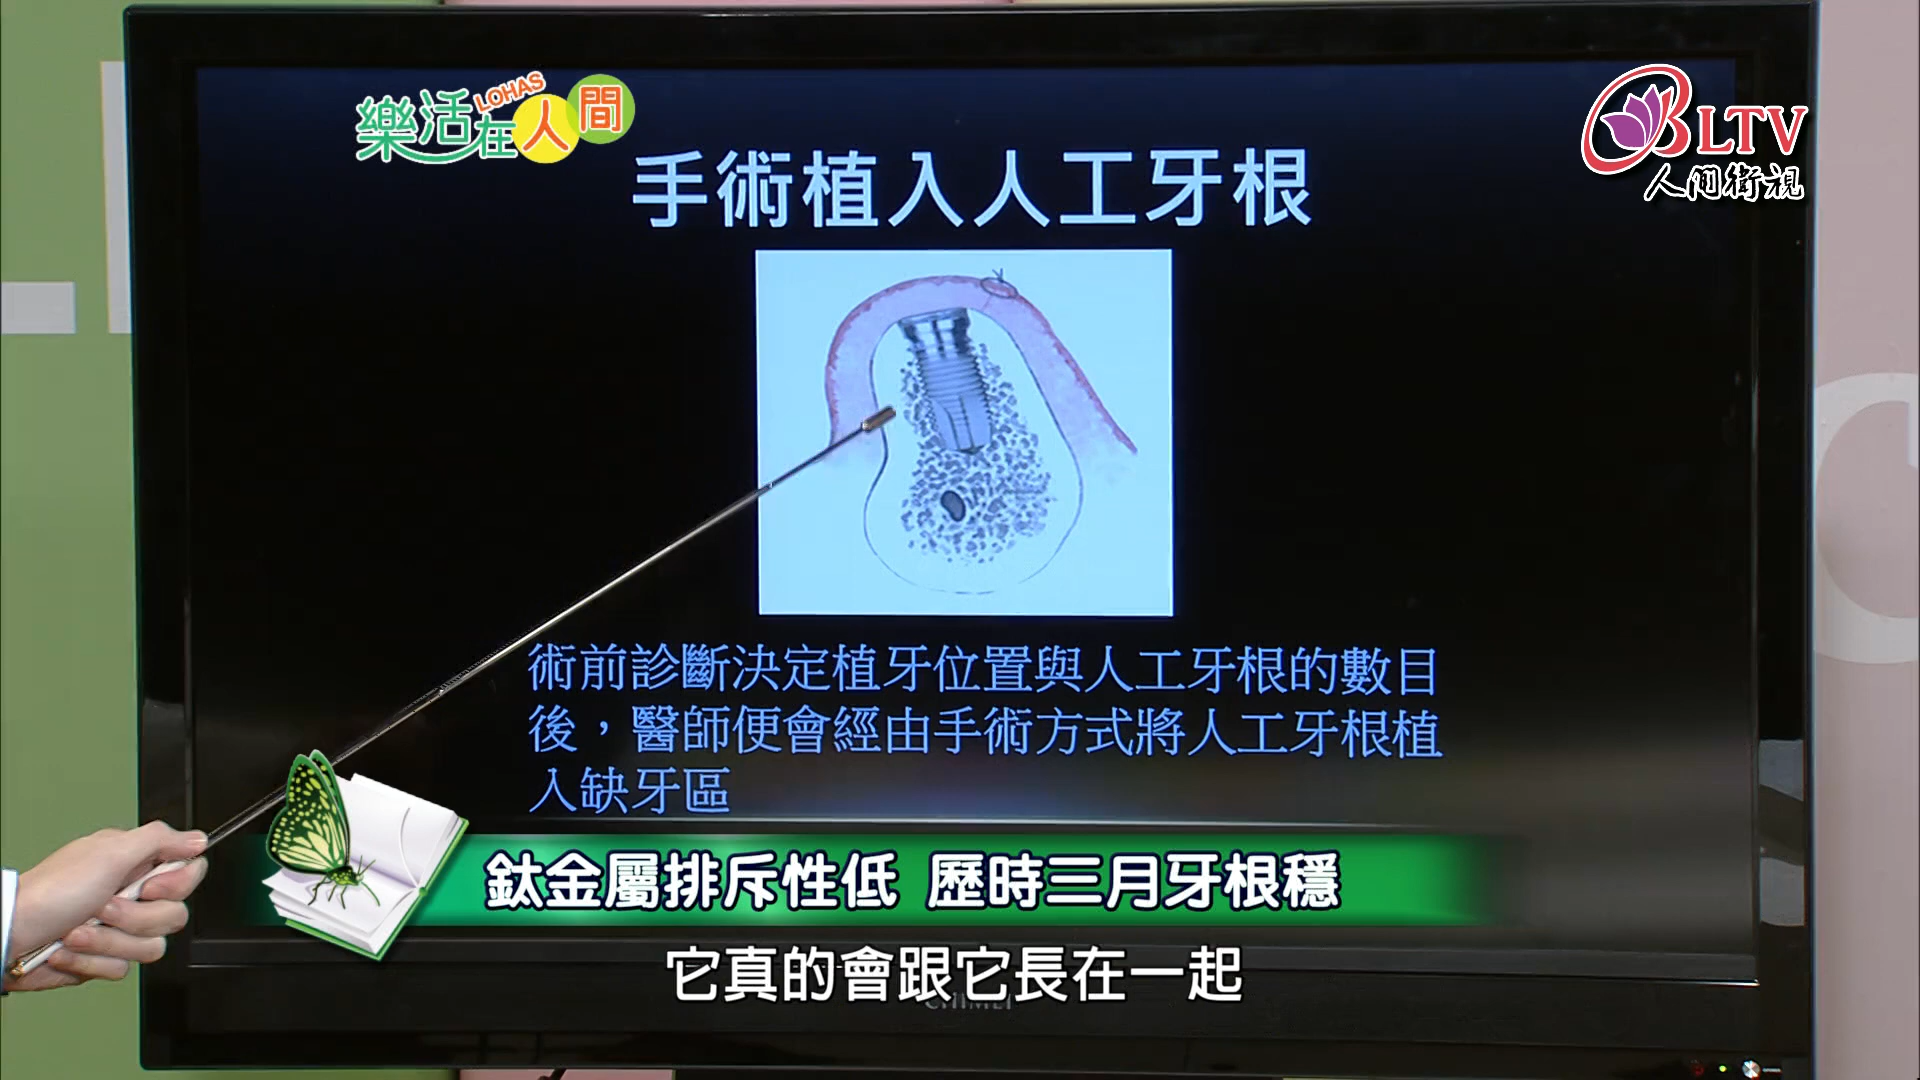 樂活在人間
LOHAS
BLTV
人間衛視
手術植入人工牙根
術前診斷決定植牙位置與人工牙根的數目
後，醫師便會經由手術方式將人工牙根植
入缺牙區
鈦金屬排斥性低 歷時三月牙根穩
它真的會跟它長在一起
CHIMEI